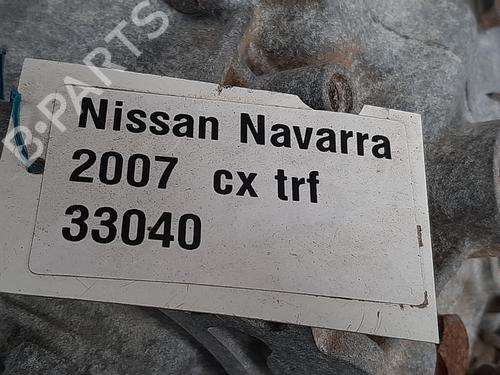 B-PARTS
Nissan Navarra
2007 cx trf
33040